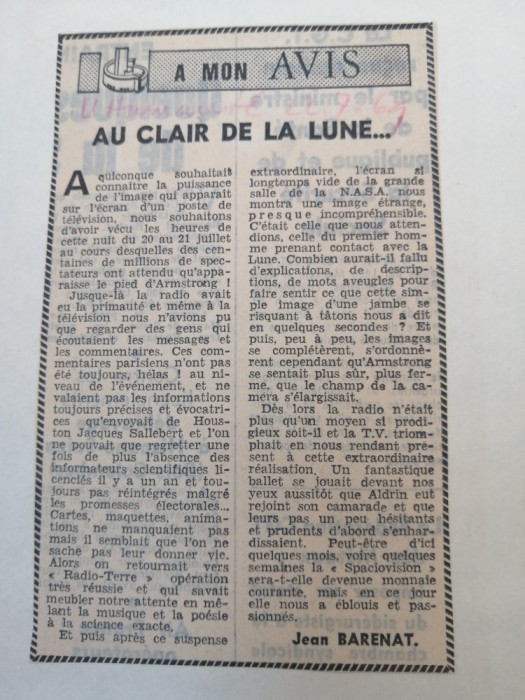 A MON AVIS
AU CLAIR DE LA LUNE...
A quiconque souhaitait
connaître la puissance
de l'image qui apparaît
sur l'écran d'un poste de
télévision, nous souhaitons
d'avoir vécu les heures de
cette nuit du 20 au 21 juillet
au cours desquelles des cen-
taines de millions de spec-
tateurs ont attendu qu'appa-
raisse le pied d'Armstrong !
Jusque-là la radio avait
eu la primauté et même à la
télévision nous n'avions pu
que regarder des gens qui
écoutaient les messages et
les commentaires. Ces com-
mentaires parisiens n'ont pas
été toujours, hélas ! au ni-
veau de l'événement, et ne
valaient pas les informations
toujours précises et évocatri-
ces qu'envoyait de Hous-
ton Jacques Sallebert et l'on
ne pouvait que regretter une
fois de plus l'absence des
informateurs scientifiques li-
cenciés il y a un an et tou-
jours pas réintégrés malgré
les promesses électorales...
Cartes, maquettes, anima-
tions ne manquaient pas
mais il semblait que l'on ne
sache pas leur donner vie.
Alors on retournait vers
« Radio-Terre » opération
très réussie et qui savait
meubler notre attente en mê-
lant la musique et la poésie
à la science exacte.
Et puis après ce suspense
extraordinaire, l'écran si
longtemps vide de la grande
salle de la N.A.S.A. nous
montra une image étrange,
presque incompréhensible.
C'était celle que nous atten-
dions, celle du premier hom-
me prenant contact avec la
Lune. Combien aurait-il fallu
d'explications, de descrip-
tions, de mots aveugles pour
faire sentir ce que cette sim-
ple image d'une jambe se
risquant à tâtons nous a dit
en quelques secondes ? Et
puis, peu à peu, les images
se complétèrent, s'ordonnè-
rent cependant qu'Armstrong
se sentait plus sûr, plus fer-
me, que le champ de la ca-
méra s'élargissait.
Dès lors la radio n'était
plus qu'un moyen si prodi-
gieux soit-il et la T.V. triom-
phait en nous rendant pré-
sent à cette extraordinaire
réalisation. Un fantastique
ballet se jouait devant nos
yeux aussitôt que Aldrin eut
rejoint son camarade et que
leurs pas un peu hésitants
et prudents d'abord s'enhar-
dissaient. Peut-être d'ici
quelques mois, voire quelques
semaines la « Spaciovision »
sera-t-elle devenue monnaie
courante, mais en ce jour
elle nous a éblouis et pas-
sionnés.
Jean BARENAT.